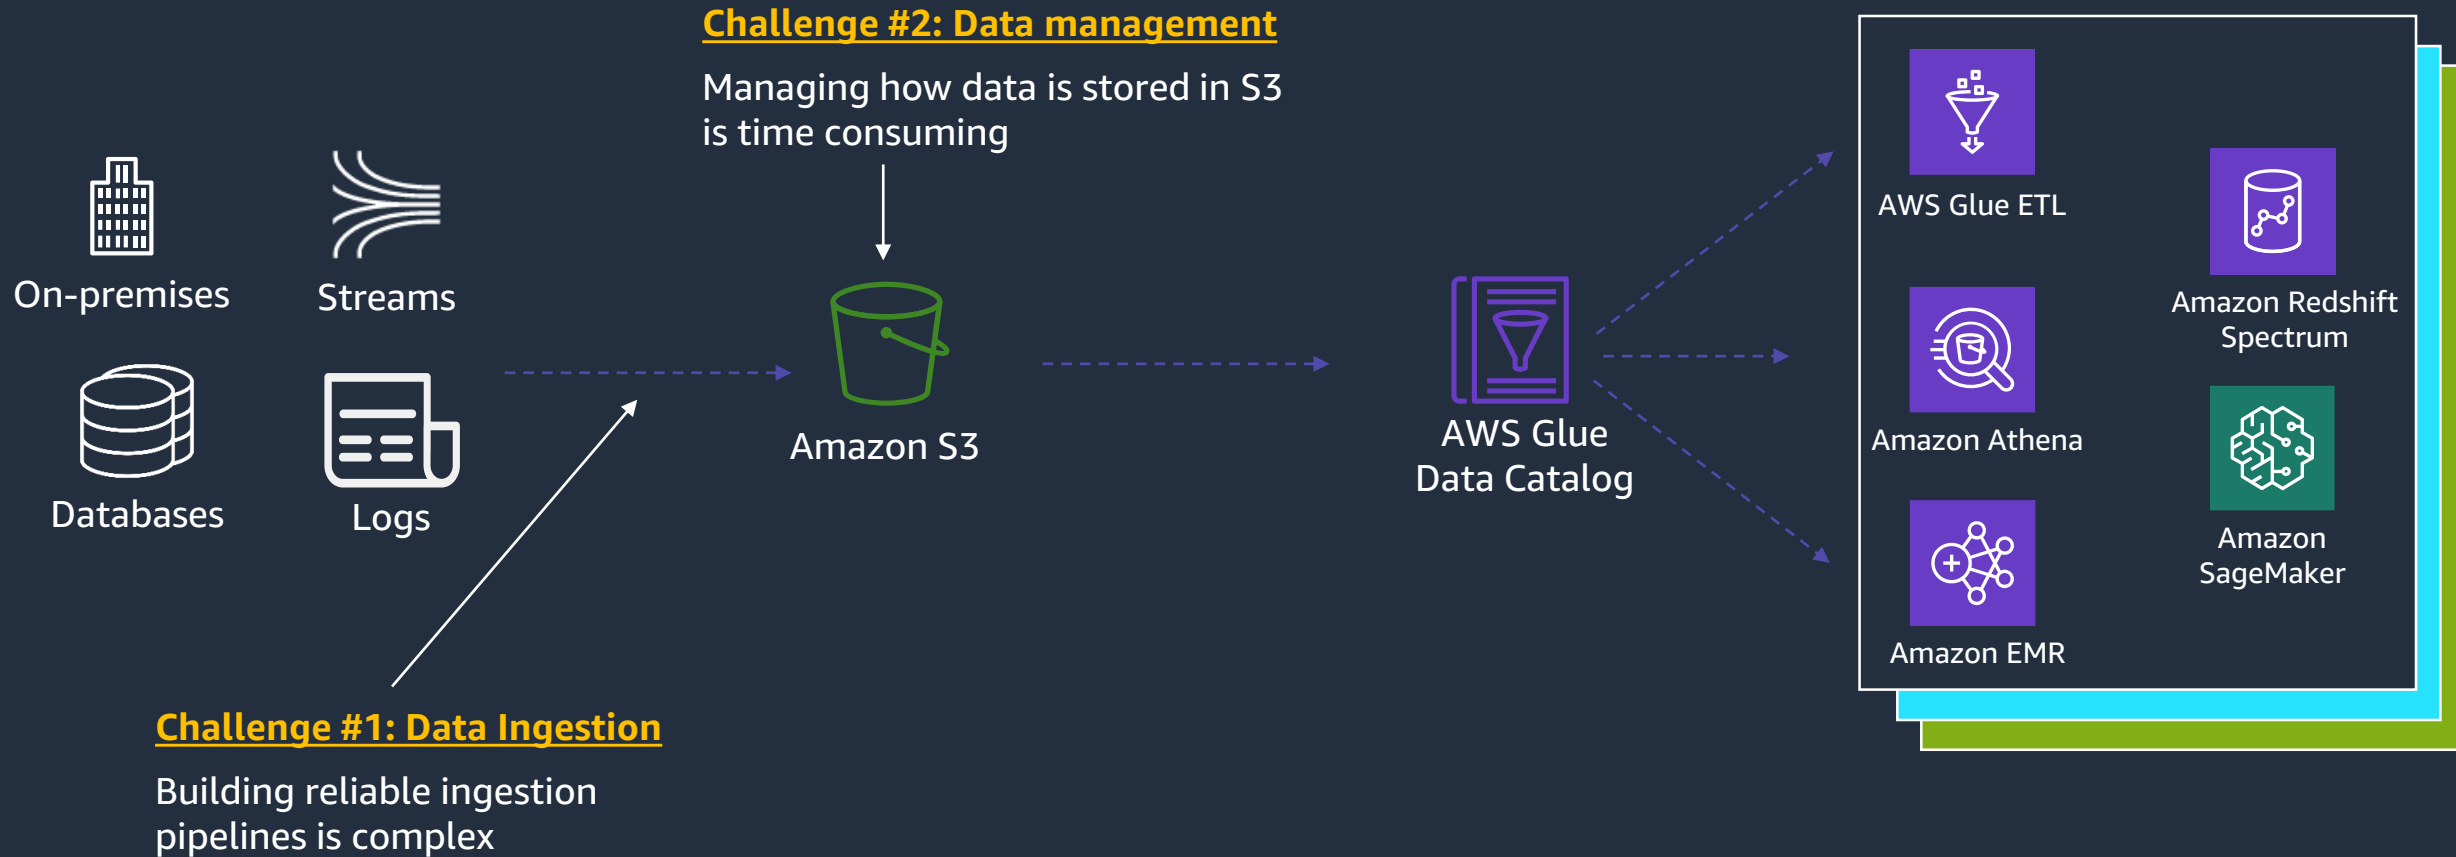 Challenge #2: Data management
Managing how data is stored in S3
is time consuming
On-premises
Streams
Databases
Logs
Amazon S3
AWS Glue
Data Catalog
AWS Glue ETL
Amazon Redshift
Spectrum
Amazon Athena
Amazon
SageMaker
Amazon EMR
Challenge #1: Data Ingestion
Building reliable ingestion
pipelines is complex